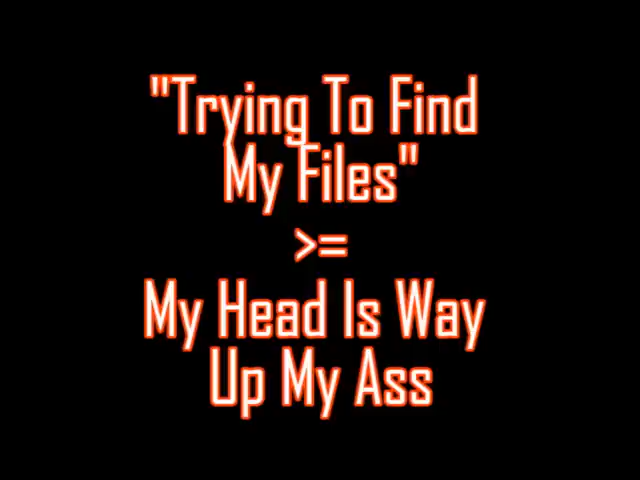 "Trying To Find
My Files"
>=
My Head Is Way
Up My Ass